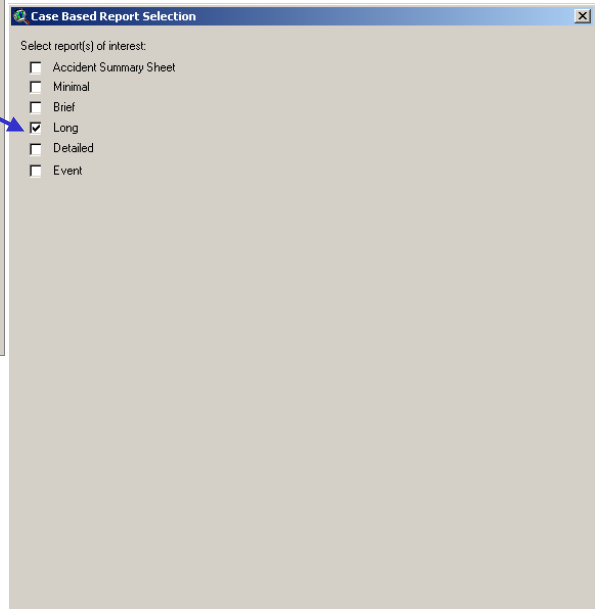 Case Based Report Selection
Select report(s) of interest:
Accident Summary Sheet
Minimal
Brief
Long
Detailed
Event